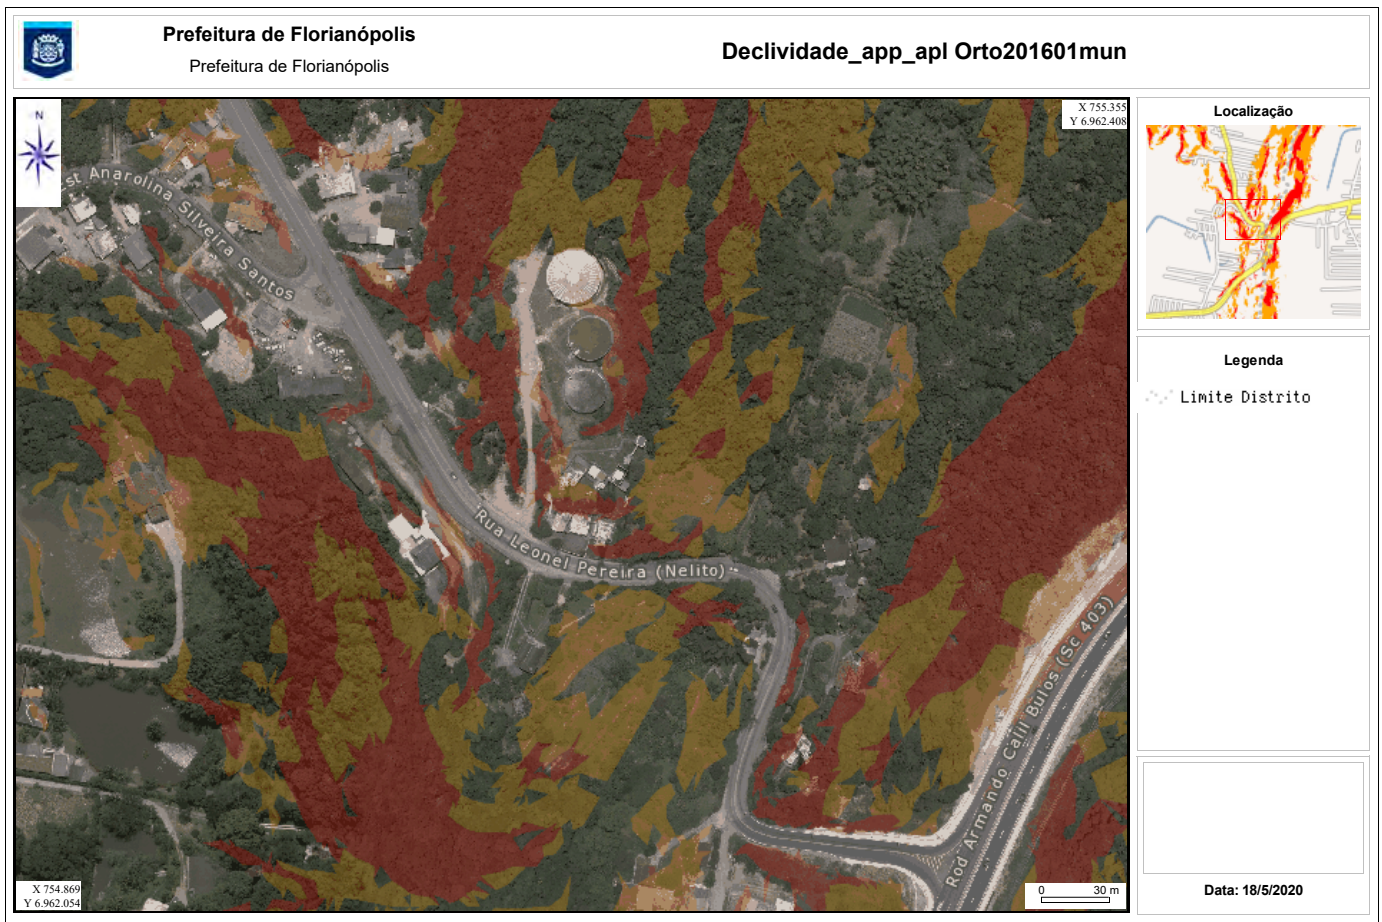 Prefeitura de Florianópolis
Prefeitura de Florianópolis
Declividade_app_apl Orto201601mun
N
X 755.355
Y 6.962.408
Est Anarolina Silveira Santos
Rua Leonel Pereira (Nelito)
Rod Armando Calil Bulos (Sc 403)
X 754.869
Y 6.962.054
0 30 m
Localização
Legenda
Limite Distrito
Data: 18/5/2020